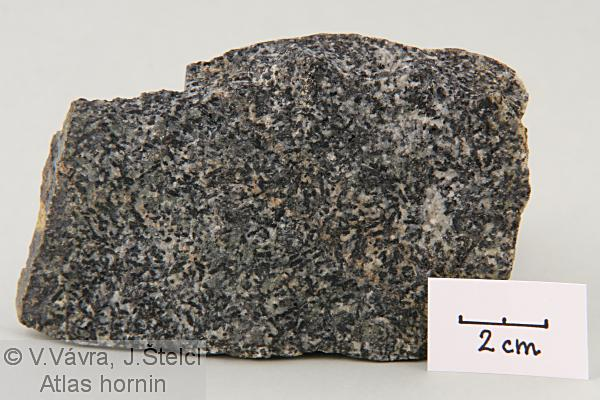 2 cm
© V.Vávra, J.Štelcl
Atlas hornin